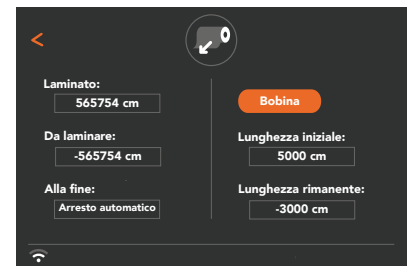 <
Laminato:
565754 cm
Da laminare:
-565754 cm
Alla fine:
Arresto automatico
Bobina
Lunghezza iniziale:
5000 cm
Lunghezza rimanente:
-3000 cm